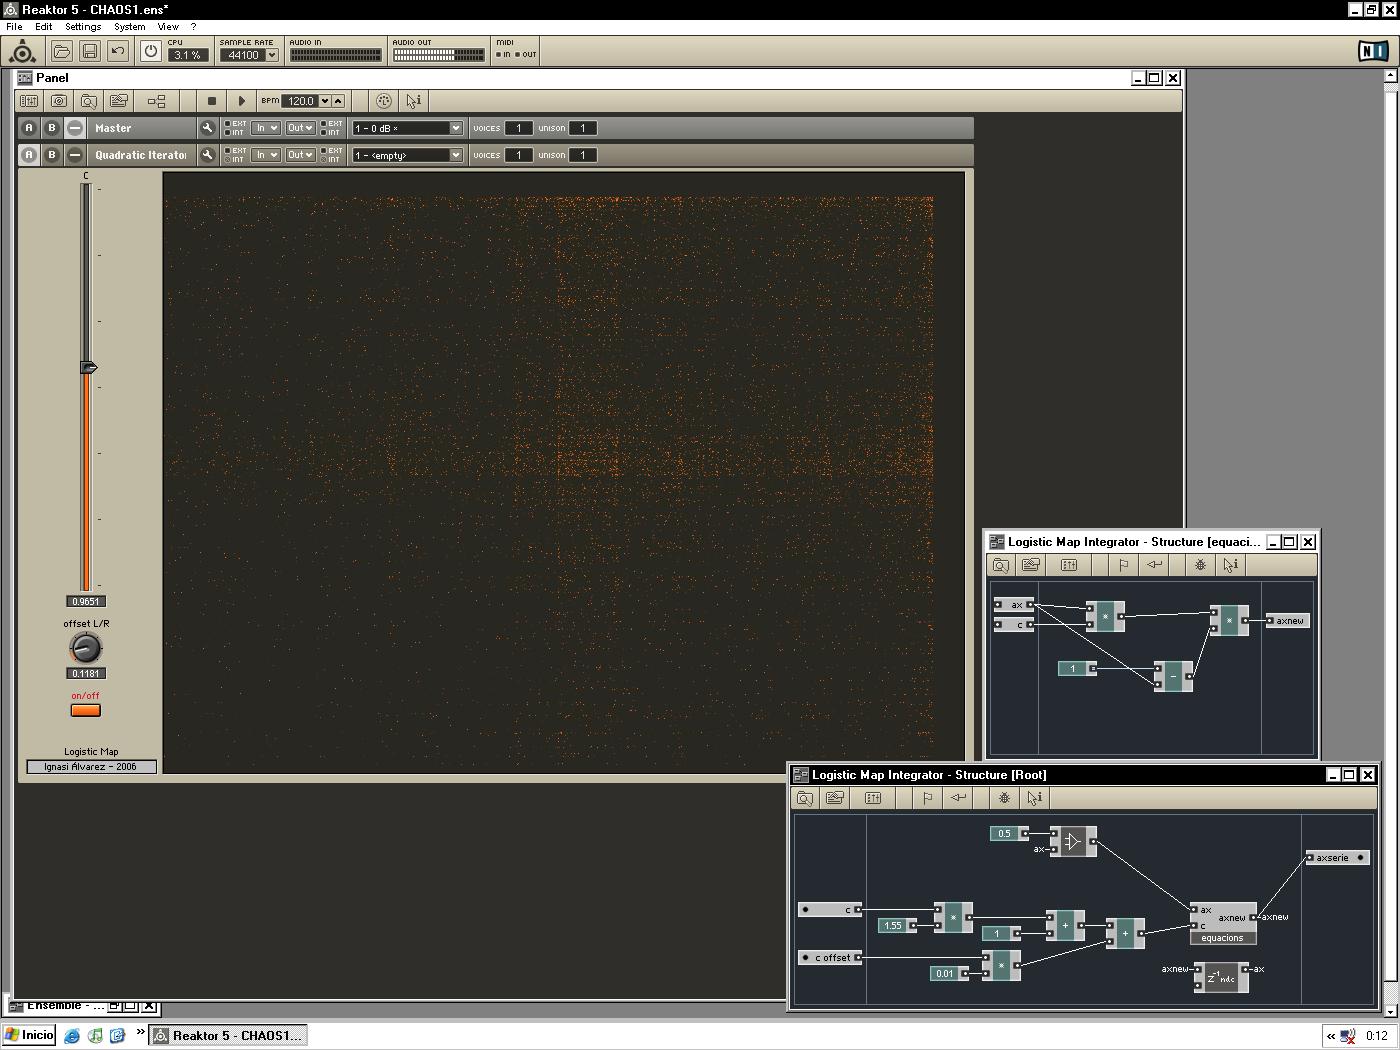 Reaktor 5 - CHAOS1.ens*
File Edit Settings System View ?
CPU
3.1 %
SAMPLE RATE
44100
AUDIO IN
AUDIO OUT
MIDI
IN OUT
NI
Panel
BPM 120.0
A B Master EXT INT In Out EXT INT 1 - 0 dB × VOICES 1 UNISON 1
A B Quadratic Iterator EXT INT In Out EXT INT 1 - <empty> VOICES 1 UNISON 1
C
0.9651
offset L/R
0.1181
on/off
Logistic Map
Ignasi Álvarez - 2006
Logistic Map Integrator - Structure [equaci...
ax
c
*
*
axnew
1
-
Logistic Map Integrator - Structure [Root]
0.5
ax
axserie
c
1.55
*
1
+
+
ax
axnew
c
axnew
equacions
c offset
0.01
*
axnew
z-1 ndc
ax
Ensemble - ...
Inicio
»
Reaktor 5 - CHAOS1...
«
0:12